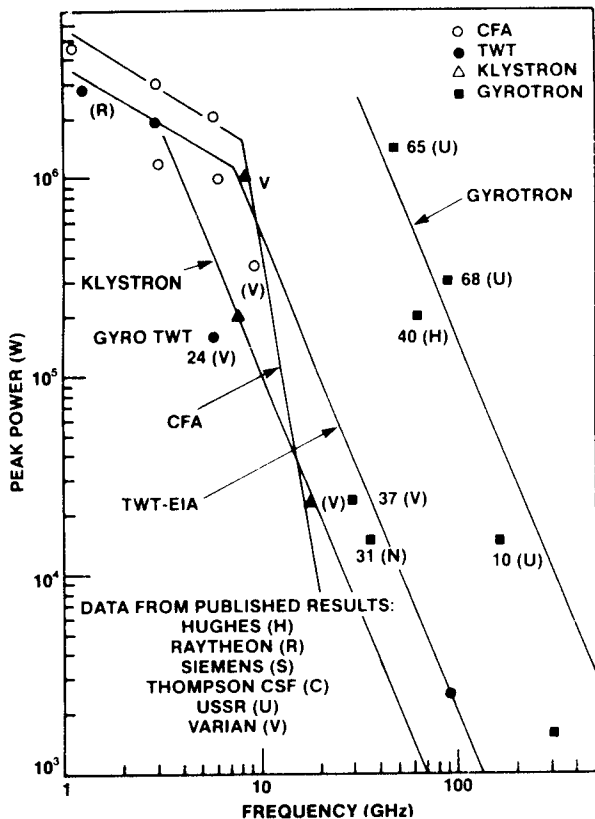 ○ CFA
● TWT
△ KLYSTRON
■ GYROTRON
(R)
65 (U)
10⁶
V
GYROTRON
KLYSTRON
68 (U)
(V)
40 (H)
GYRO TWT
24 (V)
10⁵
PEAK POWER (W)
CFA
TWT-EIA
(V)
37 (V)
31 (N)
10 (U)
10⁴
DATA FROM PUBLISHED RESULTS:
HUGHES (H)
RAYTHEON (R)
SIEMENS (S)
THOMPSON CSF (C)
USSR (U)
VARIAN (V)
10³
1
10
100
FREQUENCY (GHz)